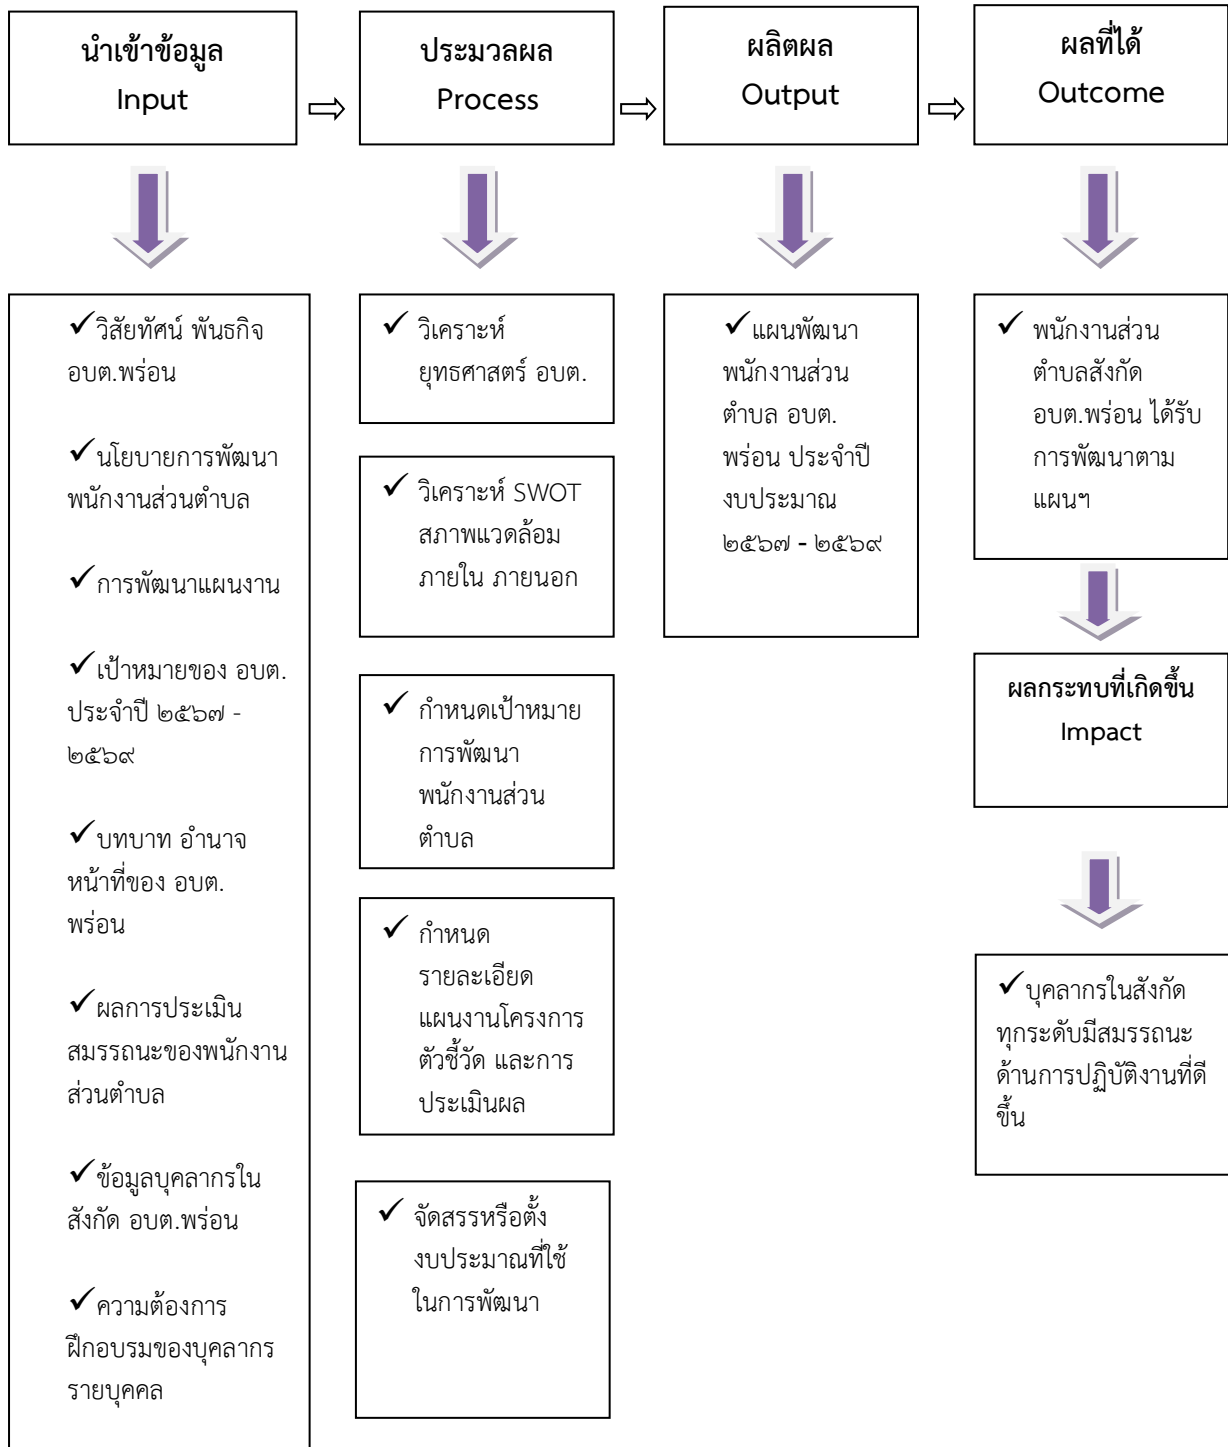 นำเข้าข้อมูล
Input
ประมวลผล
Process
ผลิตผล
Output
ผลที่ได้
Outcome
✓วิสัยทัศน์ พันธกิจ
อบต.พร่อน
✓นโยบายการพัฒนา
พนักงานส่วนตำบล
✓การพัฒนาแผนงาน
✓เป้าหมายของ อบต.
ประจำปี ๒๕๖๗ -
๒๕๖๙
✓บทบาท อำนาจ
หน้าที่ของ อบต.
พร่อน
✓ผลการประเมิน
สมรรถนะของพนักงาน
ส่วนตำบล
✓ข้อมูลบุคลากรใน
สังกัด อบต.พร่อน
✓ความต้องการ
ฝึกอบรมของบุคลากร
รายบุคคล
✓ วิเคราะห์
ยุทธศาสตร์ อบต.
✓ วิเคราะห์ SWOT
สภาพแวดล้อม
ภายใน ภายนอก
✓ กำหนดเป้าหมาย
การพัฒนา
พนักงานส่วน
ตำบล
✓ กำหนด
รายละเอียด
แผนงานโครงการ
ตัวชี้วัด และการ
ประเมินผล
✓ จัดสรรหรือตั้ง
งบประมาณที่ใช้
ในการพัฒนา
✓แผนพัฒนา
พนักงานส่วน
ตำบล อบต.
พร่อน ประจำปี
งบประมาณ
๒๕๖๗ - ๒๕๖๙
✓ พนักงานส่วน
ตำบลสังกัด
อบต.พร่อน ได้รับ
การพัฒนาตาม
แผนฯ
ผลกระทบที่เกิดขึ้น
Impact
✓บุคลากรในสังกัด
ทุกระดับมีสมรรถนะ
ด้านการปฏิบัติงานที่ดี
ขึ้น